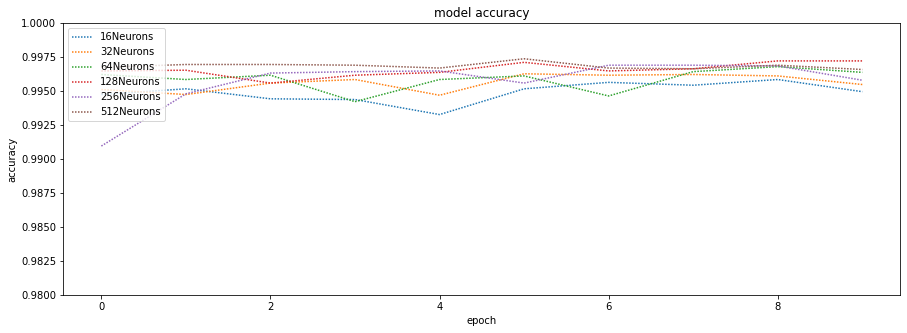 model accuracy
1.0000
0.9975
0.9950
0.9925
0.9900
0.9875
0.9850
0.9825
0.9800
accuracy
16Neurons
32Neurons
64Neurons
128Neurons
256Neurons
512Neurons
0
2
4
6
8
epoch